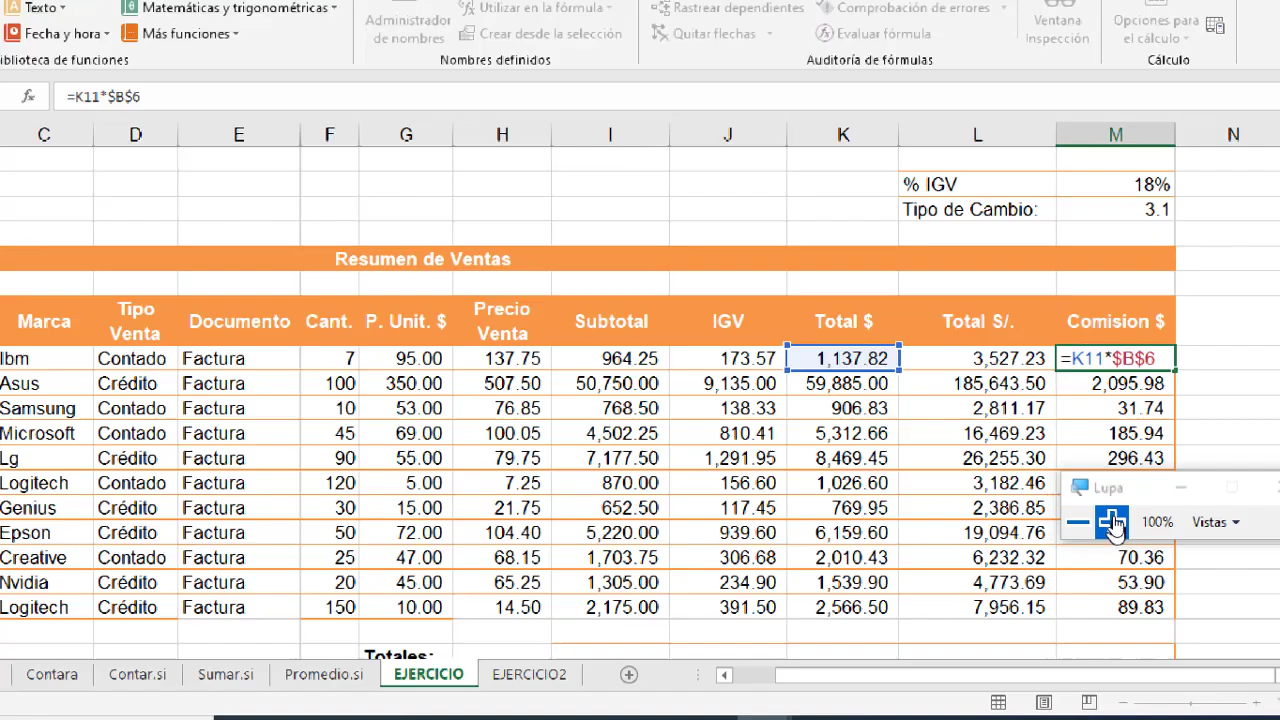 Texto
Matemáticas y trigonométricas
Administrador de nombres
Utilizar en la fórmula
Rastrear dependientes
Comprobación de errores
Ventana Inspección
Opciones para el cálculo
Fecha y hora
Más funciones
Crear desde la selección
Quitar flechas
Evaluar fórmula
iblioteca de funciones
Nombres definidos
Auditoría de fórmulas
Cálculo
fx =K11*$B$6
C D E F G H I J K L M N
% IGV 18%
Tipo de Cambio: 3.1
Resumen de Ventas
Marca Tipo Venta Documento Cant. P. Unit. $ Precio Venta Subtotal IGV Total $ Total S/. Comision $
Ibm Contado Factura 7 95.00 137.75 964.25 173.57 1,137.82 3,527.23 =K11*$B$6
Asus Crédito Factura 100 350.00 507.50 50,750.00 9,135.00 59,885.00 185,643.50 2,095.98
Samsung Contado Factura 10 53.00 76.85 768.50 138.33 906.83 2,811.17 31.74
Microsoft Contado Factura 45 69.00 100.05 4,502.25 810.41 5,312.66 16,469.23 185.94
Lg Crédito Factura 90 55.00 79.75 7,177.50 1,291.95 8,469.45 26,255.30 296.43
Logitech Crédito Factura 120 5.00 7.25 870.00 156.60 1,026.60 3,182.46
Genius Crédito Factura 30 15.00 21.75 652.50 117.45 769.95 2,386.85
Epson Crédito Factura 50 72.00 104.40 5,220.00 939.60 6,159.60 19,094.76
Creative Contado Factura 25 47.00 68.15 1,703.75 306.68 2,010.43 6,232.32 70.36
Nvidia Crédito Factura 20 45.00 65.25 1,305.00 234.90 1,539.90 4,773.69 53.90
Logitech Crédito Factura 150 10.00 14.50 2,175.00 391.50 2,566.50 7,956.15 89.83
Lupa
100% Vistas
Totales:
Contara Contar.si Sumar.si Promedio.si EJERCICIO EJERCICIO2